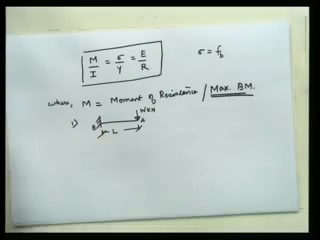 M/I = σ/Y = E/R    σ = f_b
where, M = Moment of Resistance / Max. BM.
1) W KN
B A
L